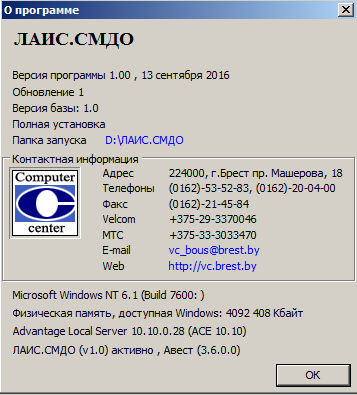 О программе
ЛАИС.СМДО
Версия программы 1.00 , 13 сентября 2016
Обновление 1
Версия базы: 1.0
Полная установка
Папка запуска D:\ЛАИС.СМДО
Контактная информация
Computer
center
Адрес 224000, г.Брест пр. Машерова, 18
Телефоны (0162)-53-52-83, (0162)-20-04-00
Факс (0162)-21-45-84
Velcom +375-29-3370046
МТС +375-33-3033470
E-mail vc_bous@brest.by
Web http://vc.brest.by
Microsoft Windows NT 6.1 (Build 7600: )
Физическая память, доступная Windows: 4092 408 Кбайт
Advantage Local Server 10.10.0.28 (ACE 10.10)
ЛАИС.СМДО (v1.0) активно , Авест (3.6.0.0)
OK